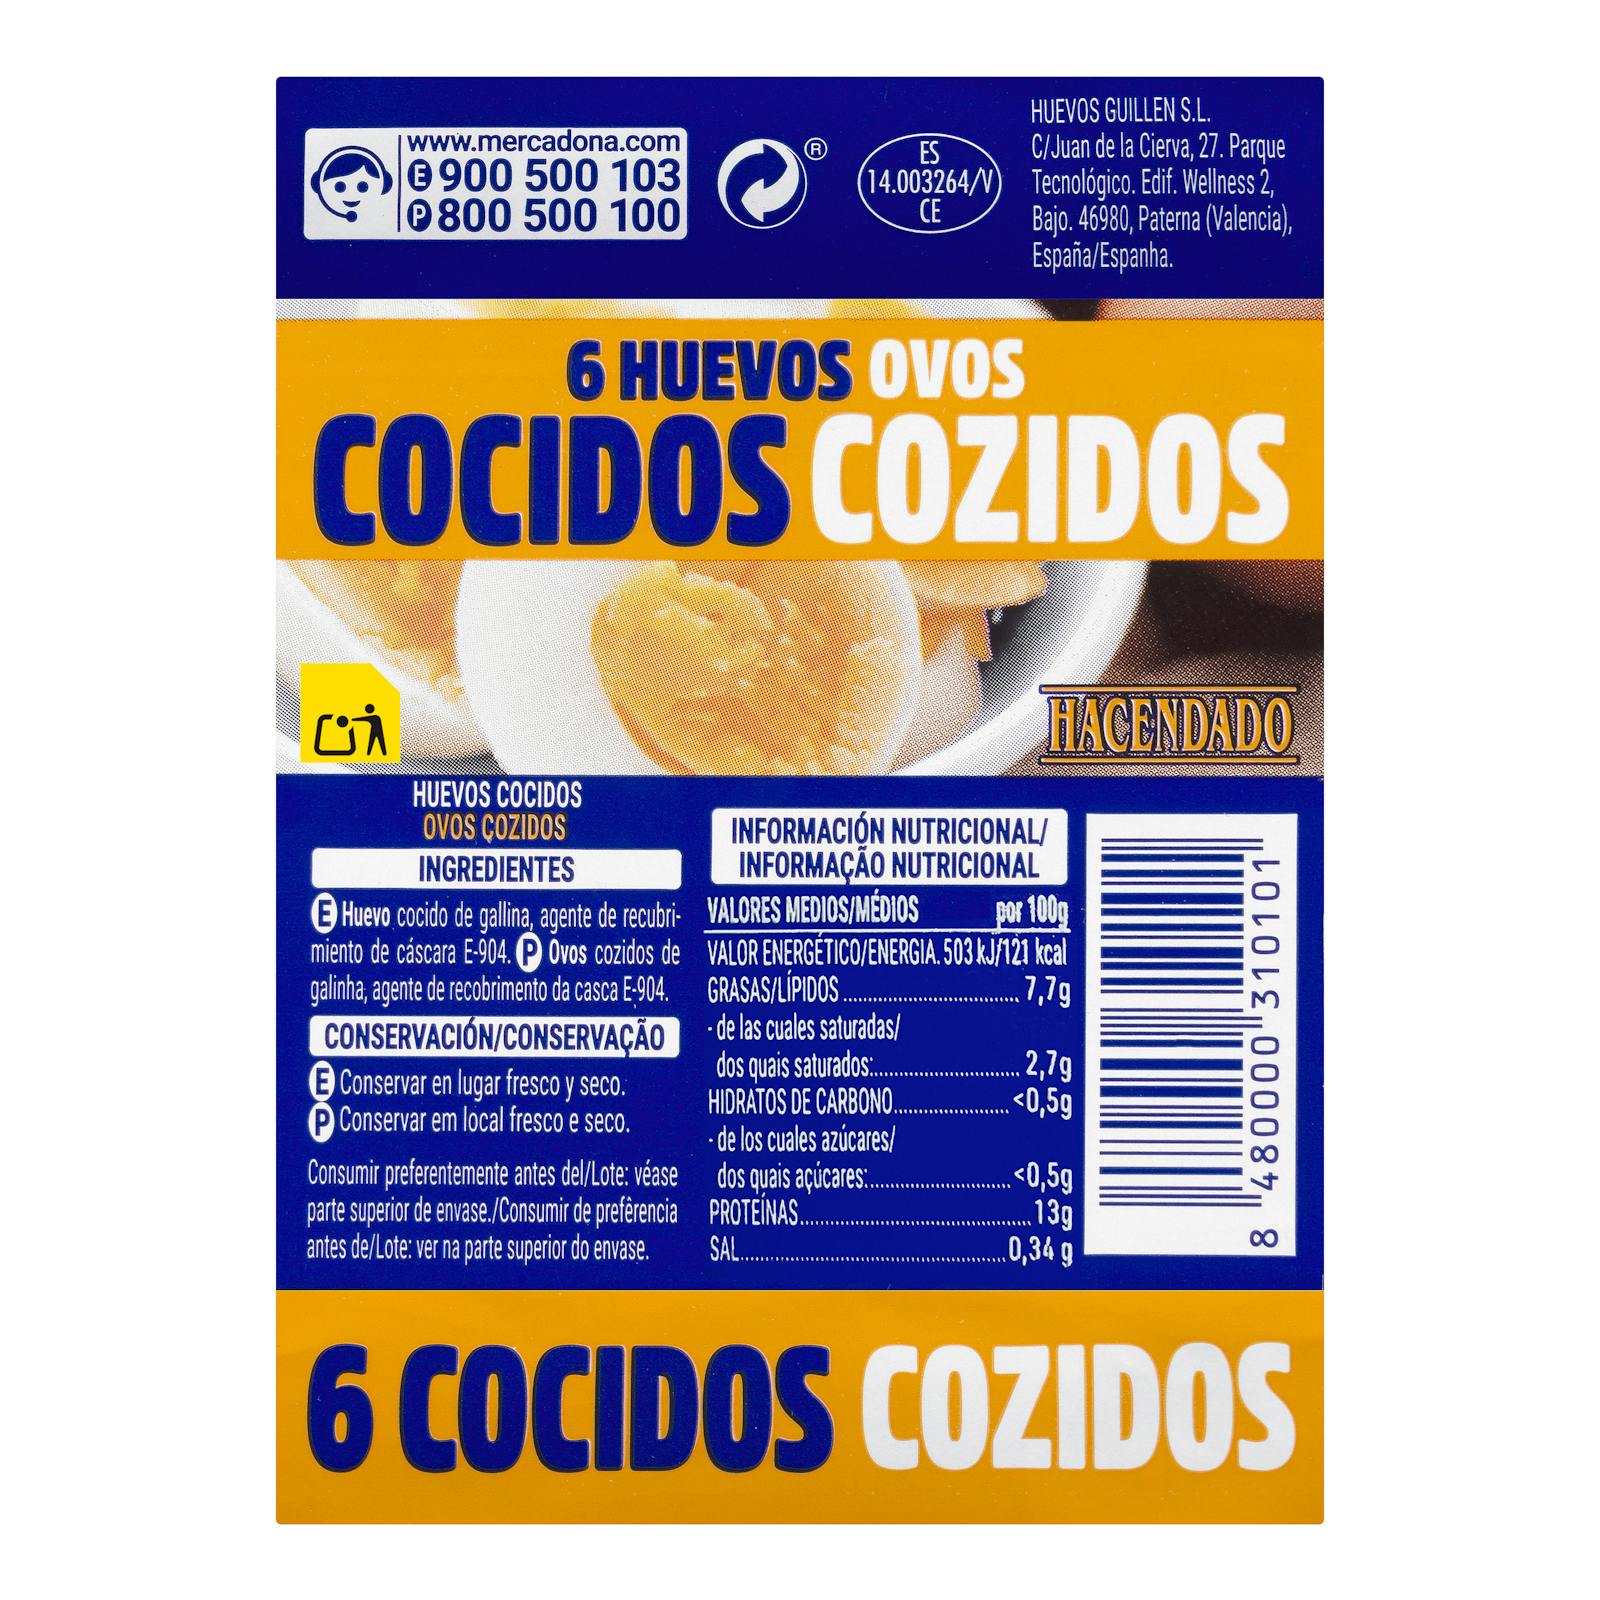 www.mercadona.com
E 900 500 103
P 800 500 100
®
ES
14.003264/V
CE
HUEVOS GUILLEN S.L.
C/Juan de la Cierva, 27. Parque
Tecnológico. Edif. Wellness 2,
Bajo. 46980, Paterna (Valencia),
España/Espanha.
6 HUEVOS OVOS
COCIDOS COZIDOS
HACENDADO
HUEVOS COCIDOS
OVOS COZIDOS
INGREDIENTES
E Huevo cocido de gallina, agente de recubri-
miento de cáscara E-904. P Ovos cozidos de
galinha, agente de recobrimento da casca E-904.
CONSERVACIÓN/CONSERVAÇÃO
E Conservar en lugar fresco y seco.
P Conservar em local fresco e seco.
Consumir preferentemente antes del/Lote: véase
parte superior de envase./Consumir de prefêrencia
antes de/Lote: ver na parte superior do envase.
INFORMACIÓN NUTRICIONAL/
INFORMAÇÃO NUTRICIONAL
VALORES MEDIOS/MÉDIOS por 100g
VALOR ENERGÉTICO/ENERGIA. 503 kJ/121 kcal
GRASAS/LÍPIDOS 7,7g
- de las cuales saturadas/
dos quais saturados: 2,7g
HIDRATOS DE CARBONO <0,5g
- de los cuales azúcares/
dos quais açúcares: <0,5g
PROTEÍNAS 13g
SAL 0,34 g
8 480000 310101
6 COCIDOS COZIDOS